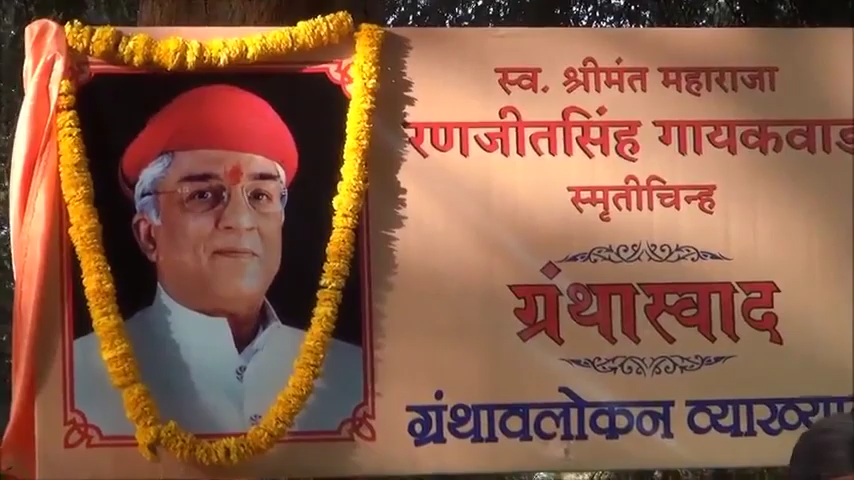 स्व. श्रीमंत महाराजा
रणजीतसिंह गायकवाड
स्मृतीचिन्ह
ग्रंथास्वाद
ग्रंथावलोकन